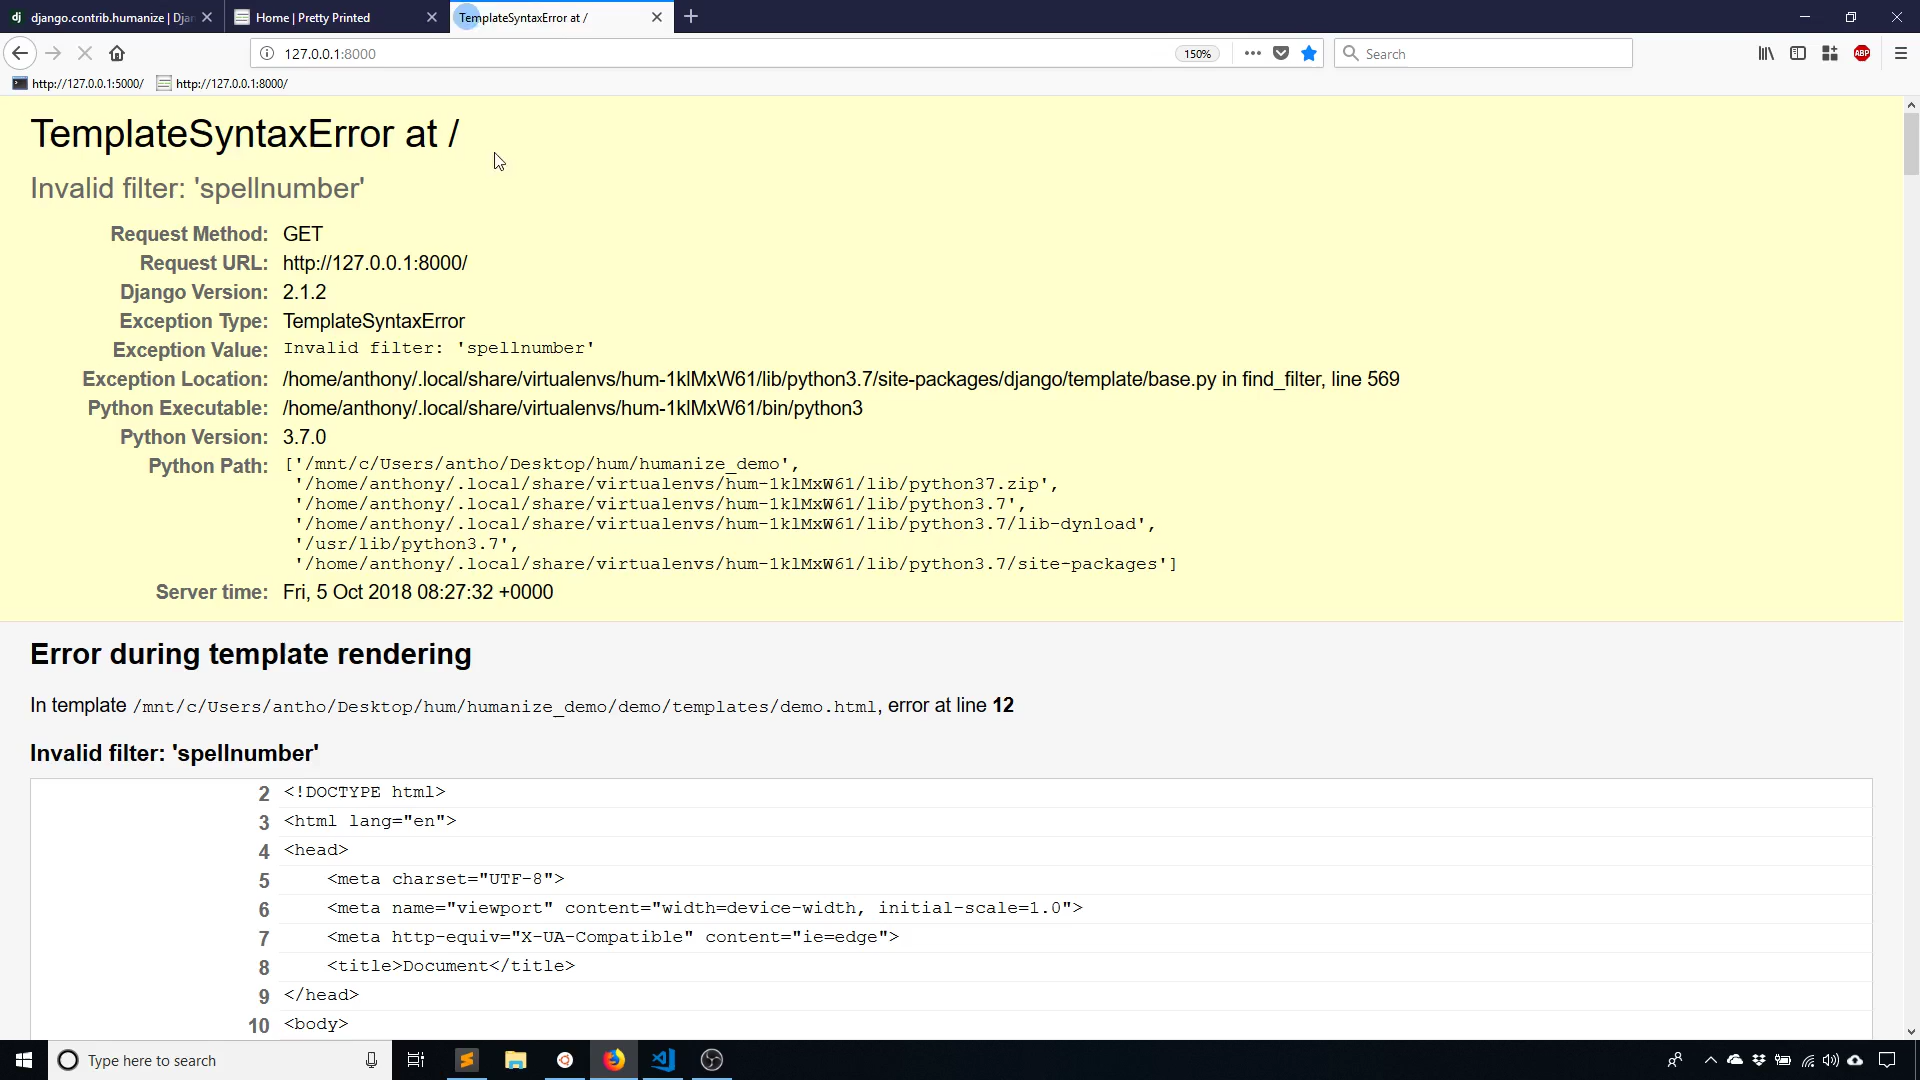 django.contrib.humanize | Djan
Home | Pretty Printed
TemplateSyntaxError at /
127.0.0.1:8000
150%
Search
ABP
http://127.0.0.1:5000/
http://127.0.0.1:8000/
TemplateSyntaxError at /
Invalid filter: 'spellnumber'
Request Method: GET
Request URL: http://127.0.0.1:8000/
Django Version: 2.1.2
Exception Type: TemplateSyntaxError
Exception Value: Invalid filter: 'spellnumber'
Exception Location: /home/anthony/.local/share/virtualenvs/hum-1klMxW61/lib/python3.7/site-packages/django/template/base.py in find_filter, line 569
Python Executable: /home/anthony/.local/share/virtualenvs/hum-1klMxW61/bin/python3
Python Version: 3.7.0
Python Path: ['/mnt/c/Users/antho/Desktop/hum/humanize_demo',
'/home/anthony/.local/share/virtualenvs/hum-1klMxW61/lib/python37.zip',
'/home/anthony/.local/share/virtualenvs/hum-1klMxW61/lib/python3.7',
'/home/anthony/.local/share/virtualenvs/hum-1klMxW61/lib/python3.7/lib-dynload',
'/usr/lib/python3.7',
'/home/anthony/.local/share/virtualenvs/hum-1klMxW61/lib/python3.7/site-packages']
Server time: Fri, 5 Oct 2018 08:27:32 +0000
Error during template rendering
In template /mnt/c/Users/antho/Desktop/hum/humanize_demo/demo/templates/demo.html, error at line 12
Invalid filter: 'spellnumber'
2 <!DOCTYPE html>
3 <html lang="en">
4 <head>
5 <meta charset="UTF-8">
6 <meta name="viewport" content="width=device-width, initial-scale=1.0">
7 <meta http-equiv="X-UA-Compatible" content="ie=edge">
8 <title>Document</title>
9 </head>
10 <body>
Type here to search